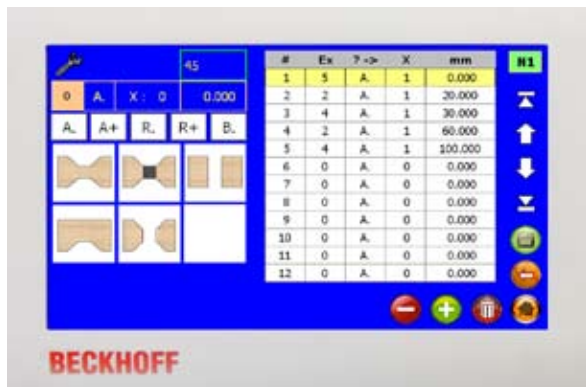 45
0 A. X: 0 0.000
A. A+ R. R+ B.
# Ex ? -> X mm
1 5 A. 1 0.000
2 2 A. 1 20.000
3 4 A. 1 30.000
4 2 A. 1 60.000
5 4 A. 1 100.000
6 0 A. 0 0.000
7 0 A. 0 0.000
8 0 A. 0 0.000
9 0 A. 0 0.000
10 0 A. 0 0.000
11 0 A. 0 0.000
12 0 A. 0 0.000
N1
BECKHOFF